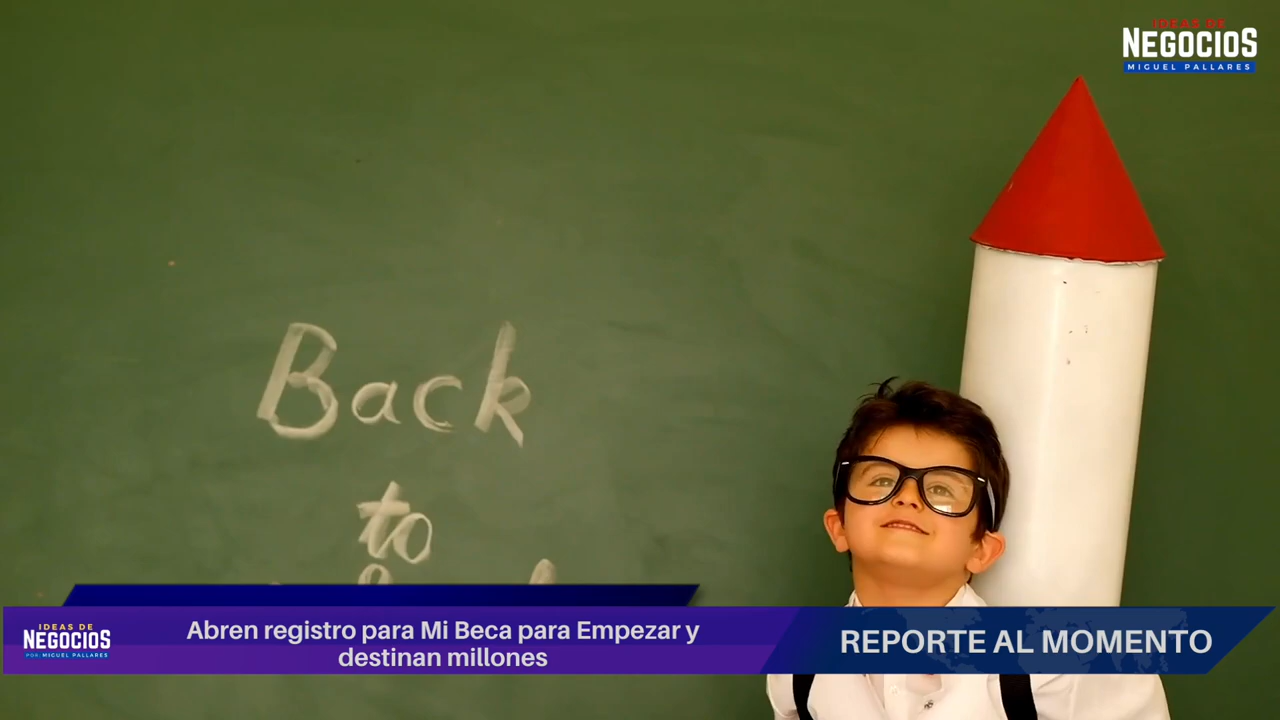 IDEAS DE
NEGOCIOS
MIGUEL PALLARES
Back
to
IDEAS DE
NEGOCIOS
POR: MIGUEL PALLARES
Abren registro para Mi Beca para Empezar y
destinan millones
REPORTE AL MOMENTO